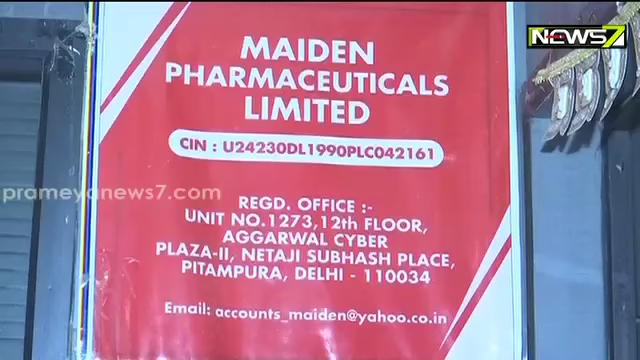 NEWS7
MAIDEN
PHARMACEUTICALS
LIMITED
CIN : U24230DL1990PLC042161
prameyanews7.com
REGD. OFFICE :-
UNIT NO.1273,12th FLOOR,
AGGARWAL CYBER
PLAZA-II, NETAJI SUBHASH PLACE,
PITAMPURA, DELHI - 110034
Email: accounts_maiden@yahoo.co.in